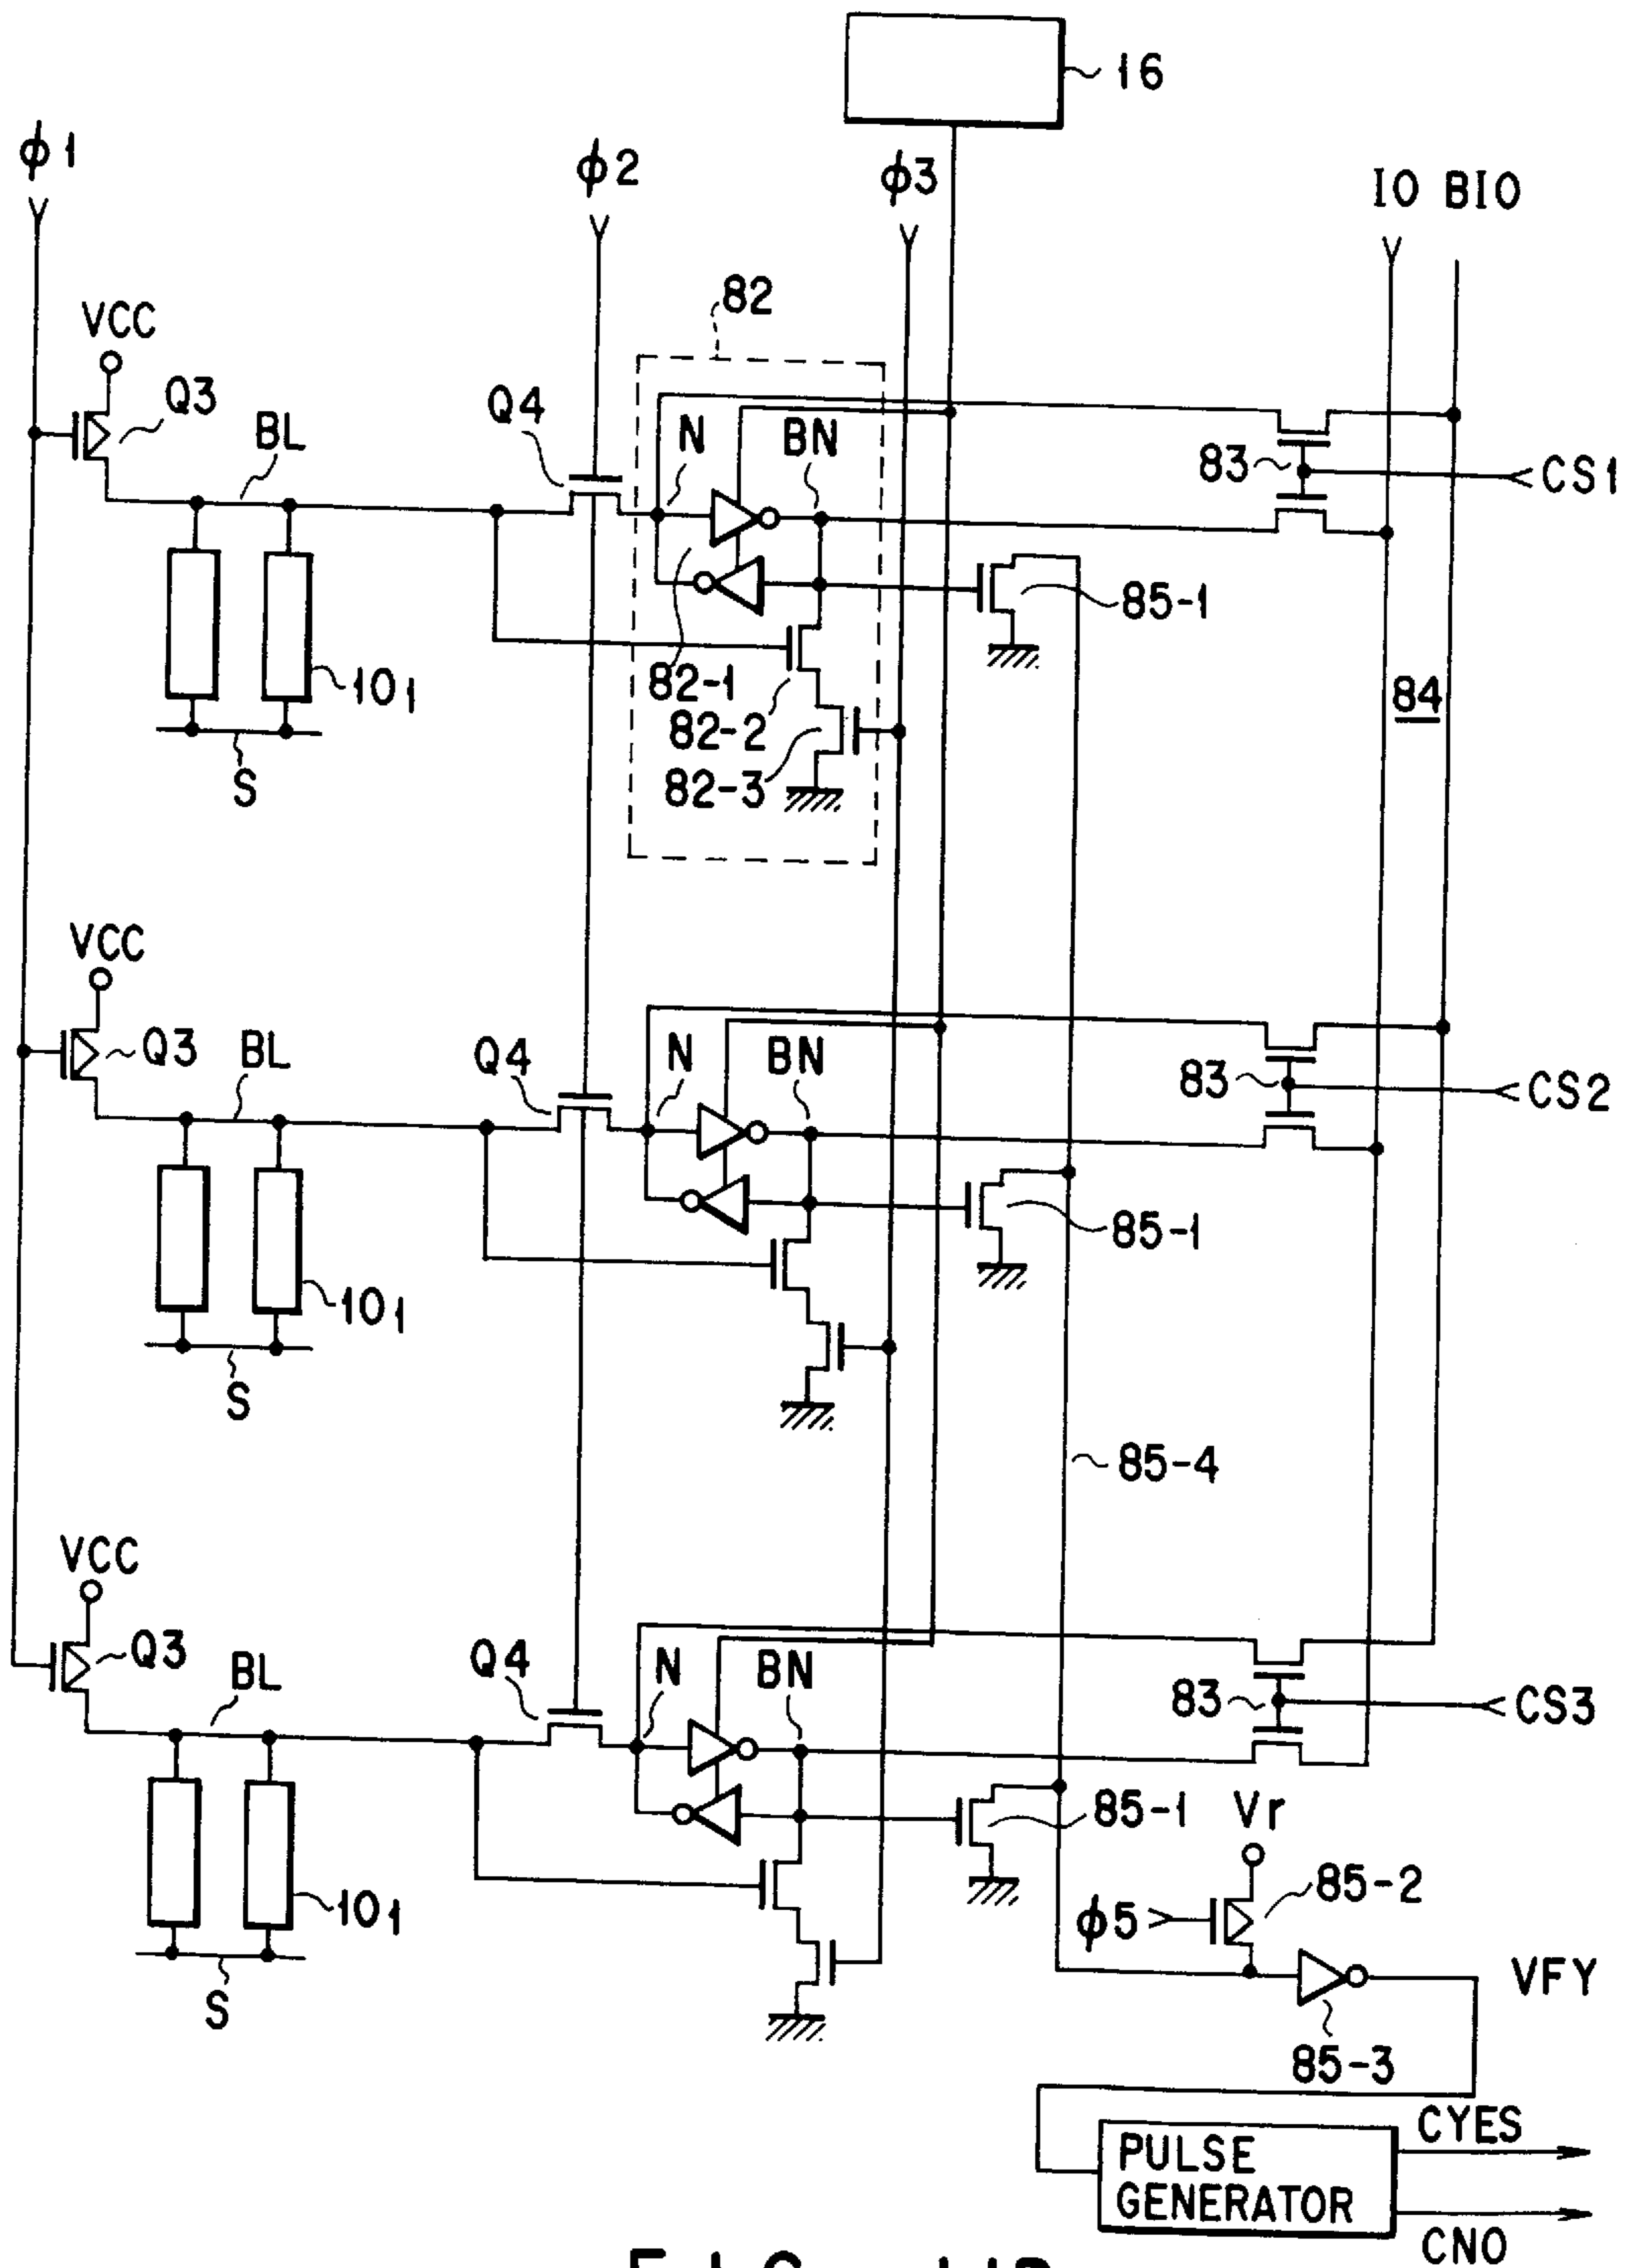 16
ϕ1
ϕ2
ϕ3
IO BIO
82
VCC
Q3
Q4
BL
N
BN
83
CS1
85-1
82-1
10₁
84
82-2
S
82-3
VCC
Q3
BL
Q4
N
BN
83
CS2
85-1
10₁
S
85-4
VCC
Q3
BL
Q4
N
BN
83
CS3
85-1
Vr
10₁
85-2
ϕ5
S
VFY
85-3
PULSE
GENERATOR
CYES
CNO